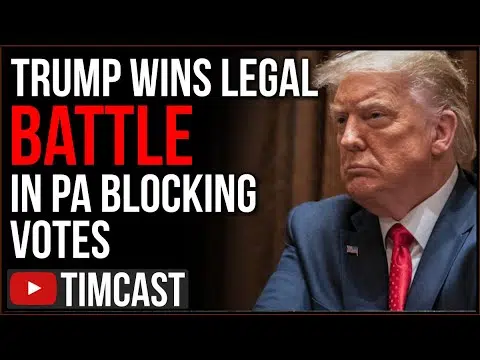 TRUMP WINS LEGAL
BATTLE
IN PA BLOCKING
VOTES
TIMCAST